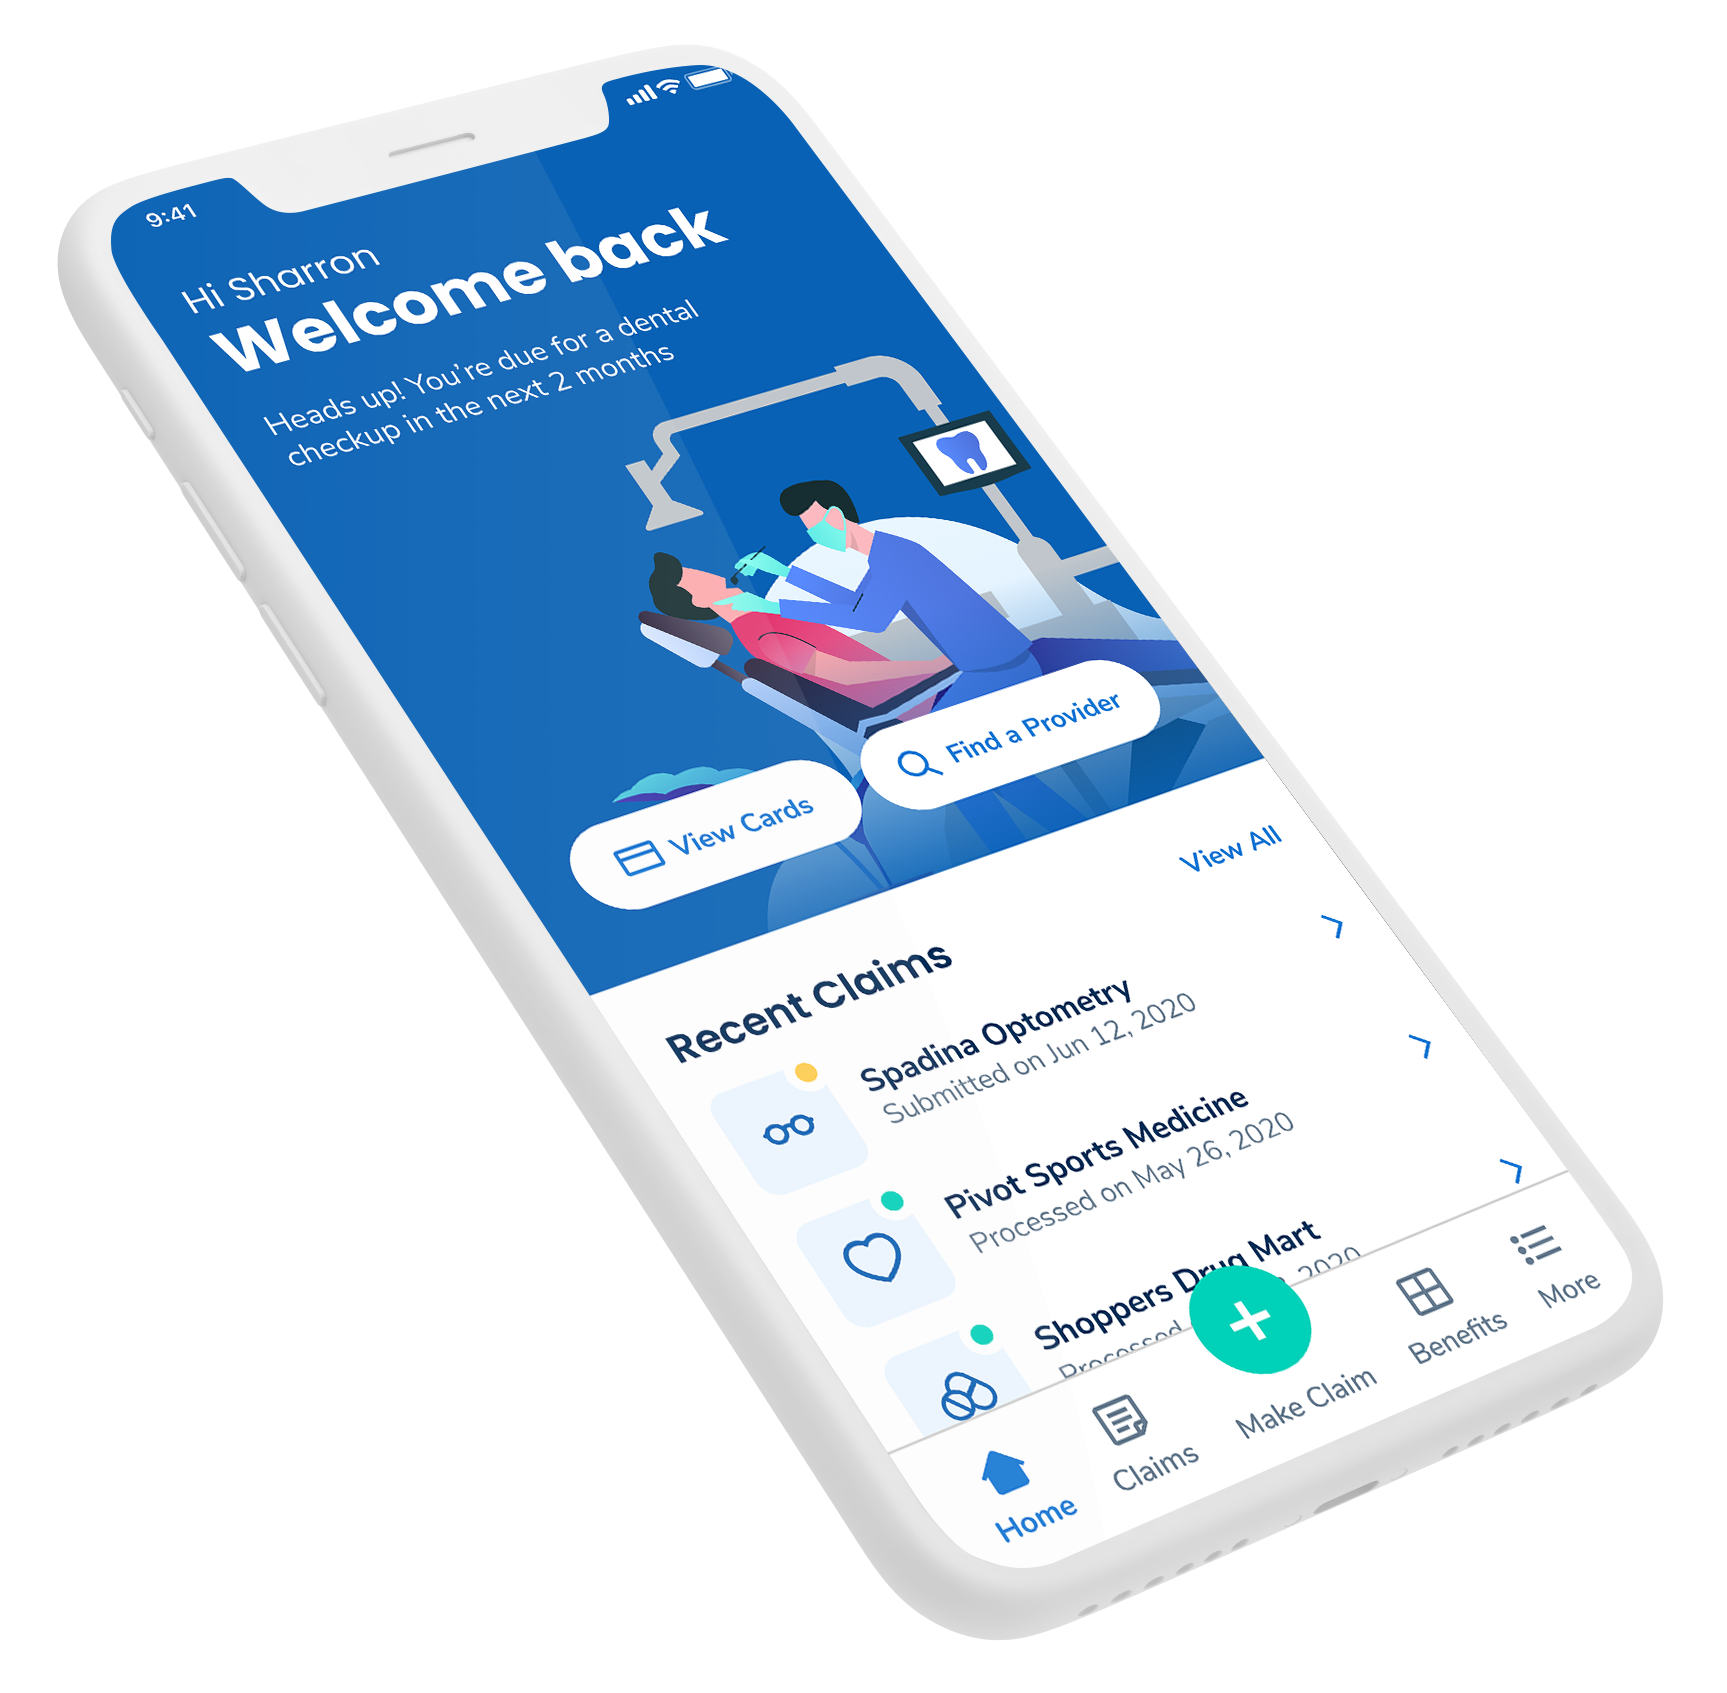 9:41
Hi Sharron
Welcome back
Heads up! You're due for a dental
checkup in the next 2 months
View Cards
Find a Provider
Recent Claims
View All
Spadina Optometry
Submitted on Jun 12, 2020
Pivot Sports Medicine
Processed on May 26, 2020
Shoppers Drug Mart
Processed 2020
Home
Claims
Make Claim
Benefits
More